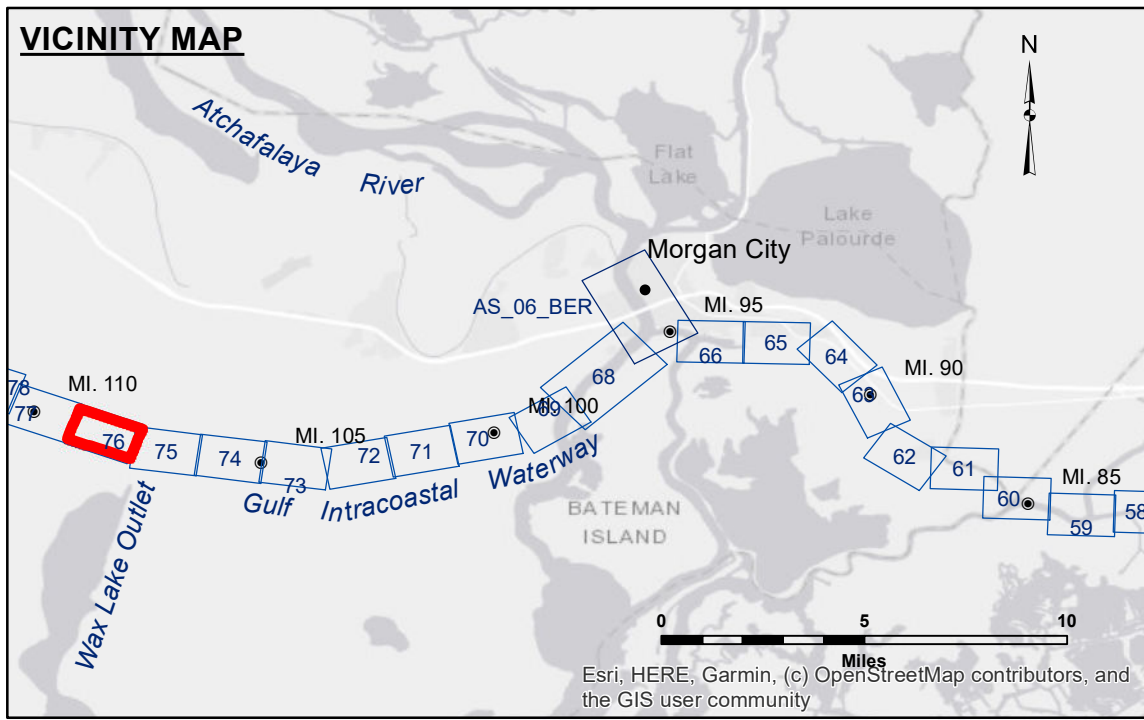 VICINITY MAP
N
Atchafalaya
River
Flat
Lake
Lake
Palourde
Morgan City
AS_06_BER
MI. 95
66
65
64
MI. 90
63
68
MI. 110
78
77
76
75
74
MI. 105
73
72
71
70
69
MI. 100
62
61
60
MI. 85
59
58
Gulf
Intracoastal
Waterway
BATEMAN
ISLAND
Wax Lake Outlet
0
5
10
Miles
Esri, HERE, Garmin, (c) OpenStreetMap contributors, and
the GIS user community